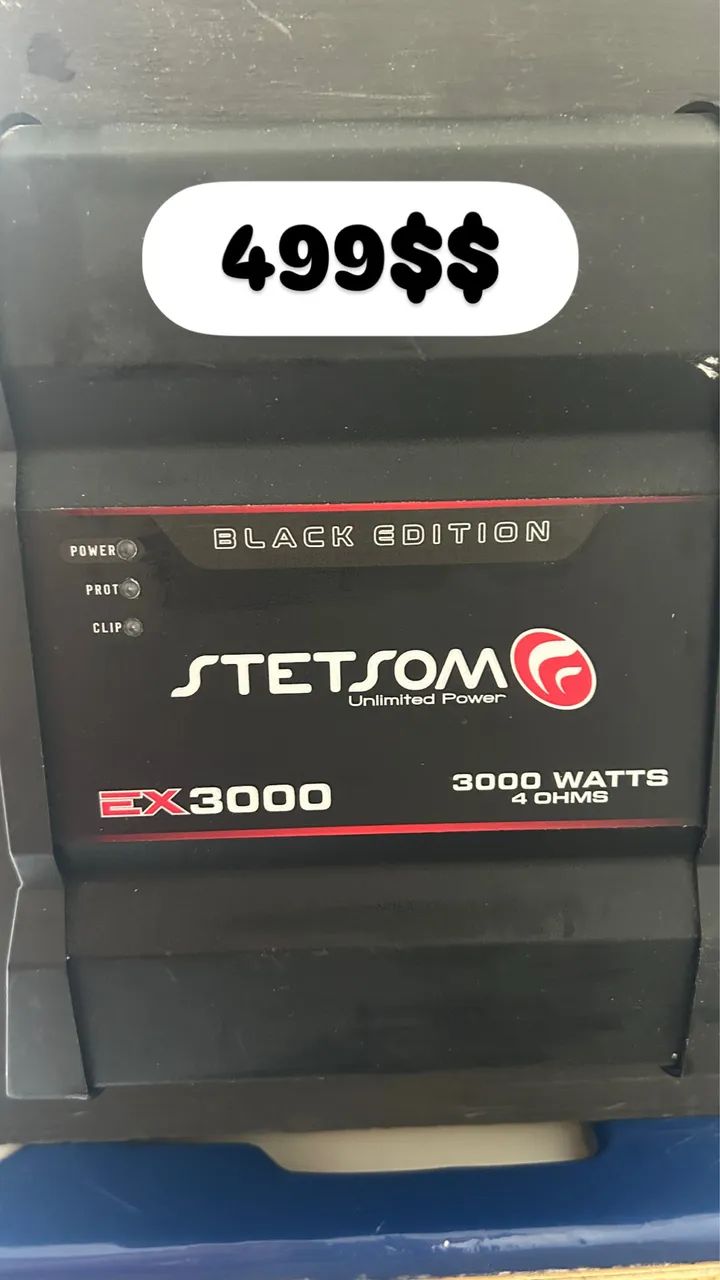 499$$
BLACK EDITION
POWER
PROT
CLIP
STETSOM
Unlimited Power
EX3000
3000 WATTS
4 OHMS